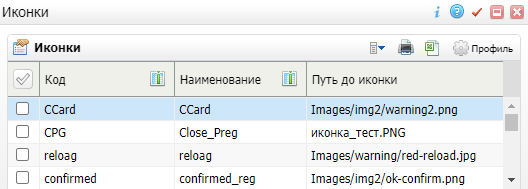 Иконки
Иконки
Профиль
Код Наименование Путь до иконки
CCard CCard Images/img2/warning2.png
CPG Close_Preg иконка_тест.PNG
reloag reloag Images/warning/red-reload.jpg
confirmed confirmed_reg Images/img2/ok-confirm.png